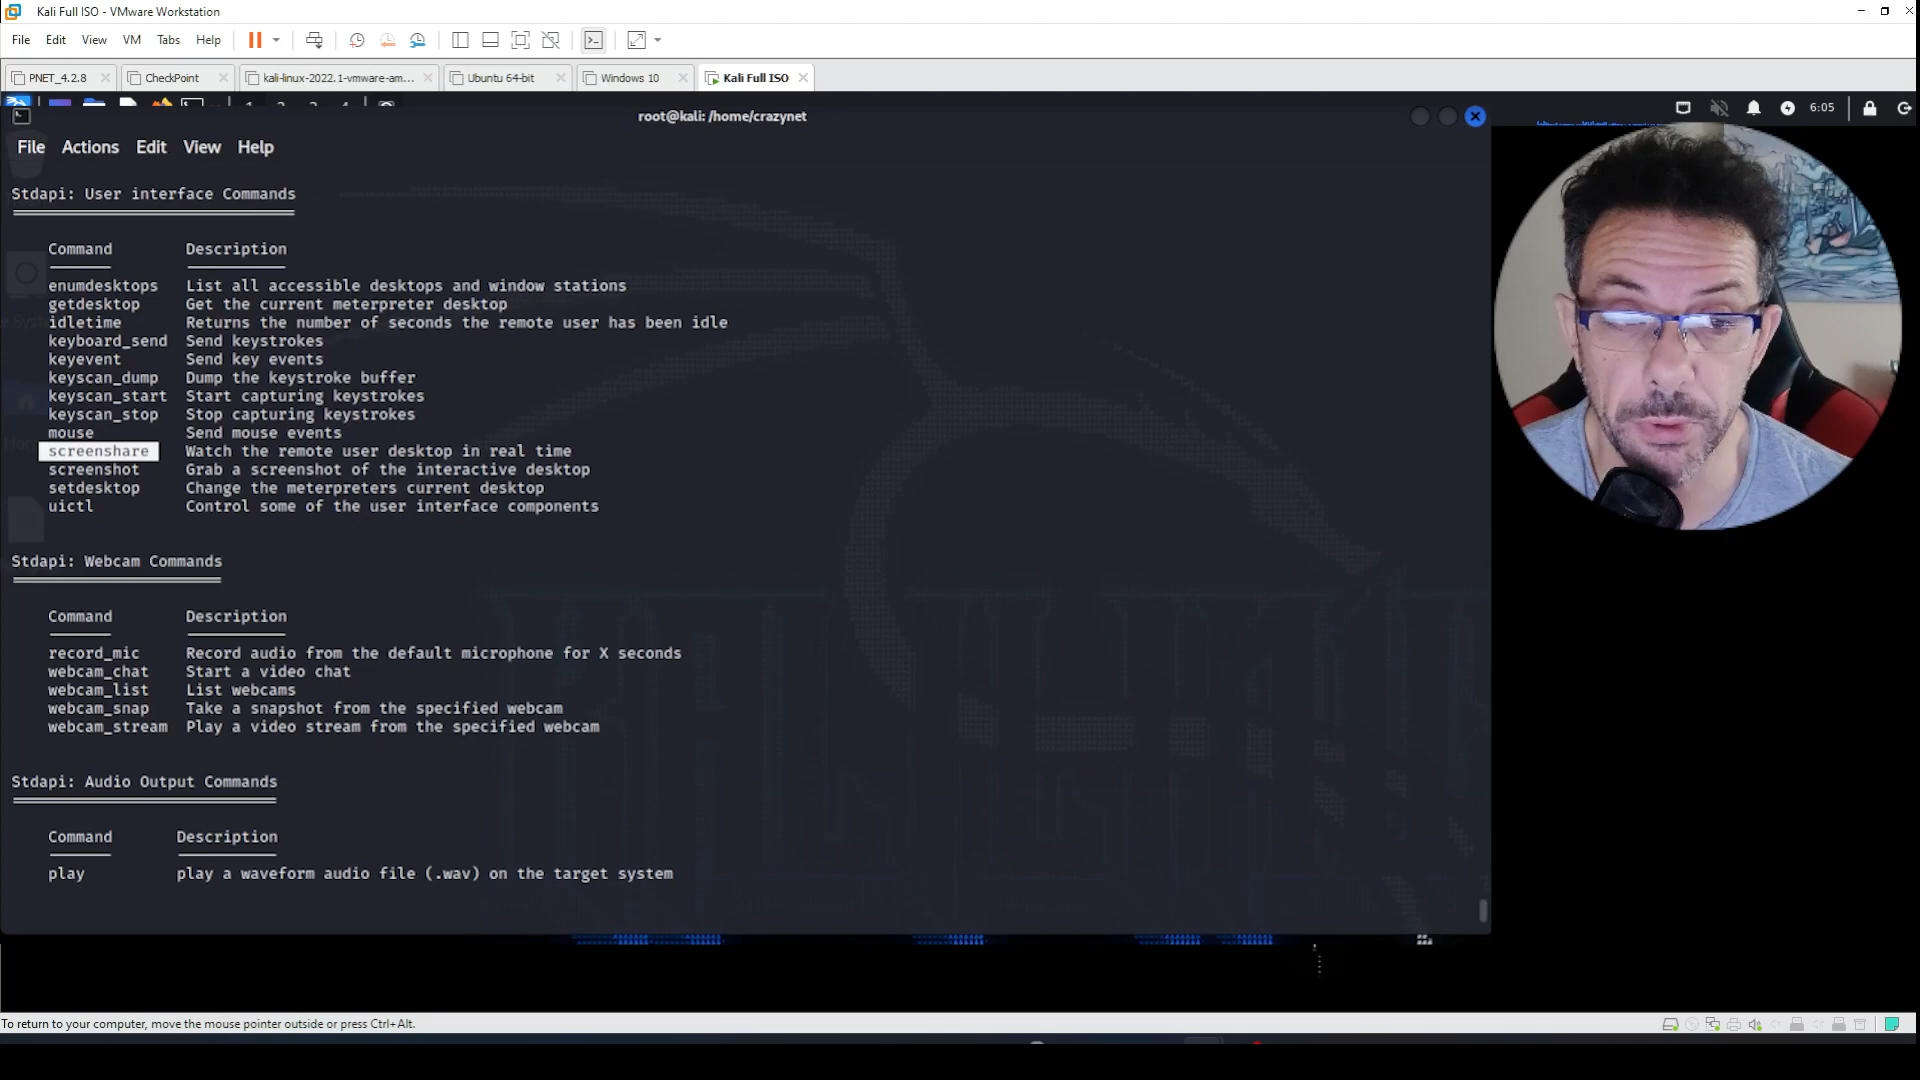 Kali Full ISO - VMware Workstation
File Edit View VM Tabs Help
PNET_4.2.8 CheckPoint kali-linux-2022.1-vmware-am... Ubuntu 64-bit Windows 10 Kali Full ISO
1 2 3 4
root@kali: /home/crazynet
6:05
File Actions Edit View Help
Stdapi: User interface Commands
Command Description
enumdesktops List all accessible desktops and window stations
getdesktop Get the current meterpreter desktop
idletime Returns the number of seconds the remote user has been idle
keyboard_send Send keystrokes
keyevent Send key events
keyscan_dump Dump the keystroke buffer
keyscan_start Start capturing keystrokes
keyscan_stop Stop capturing keystrokes
mouse Send mouse events
screenshare Watch the remote user desktop in real time
screenshot Grab a screenshot of the interactive desktop
setdesktop Change the meterpreters current desktop
uictl Control some of the user interface components
Stdapi: Webcam Commands
Command Description
record_mic Record audio from the default microphone for X seconds
webcam_chat Start a video chat
webcam_list List webcams
webcam_snap Take a snapshot from the specified webcam
webcam_stream Play a video stream from the specified webcam
Stdapi: Audio Output Commands
Command Description
play play a waveform audio file (.wav) on the target system
To return to your computer, move the mouse pointer outside or press Ctrl+Alt.